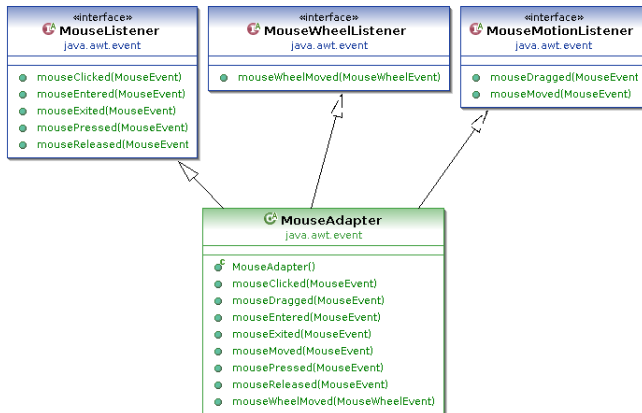 «interface»
MouseListener
java.awt.event
mouseClicked(MouseEvent)
mouseEntered(MouseEvent)
mouseExited(MouseEvent)
mousePressed(MouseEvent)
mouseReleased(MouseEvent
«interface»
MouseWheelListener
java.awt.event
mouseWheelMoved(MouseWheelEvent)
«interface»
MouseMotionListener
java.awt.event
mouseDragged(MouseEvent
mouseMoved(MouseEvent)
MouseAdapter
java.awt.event
MouseAdapter()
mouseClicked(MouseEvent)
mouseDragged(MouseEvent)
mouseEntered(MouseEvent)
mouseExited(MouseEvent)
mouseMoved(MouseEvent)
mousePressed(MouseEvent)
mouseReleased(MouseEvent)
mouseWheelMoved(MouseWheelEvent)